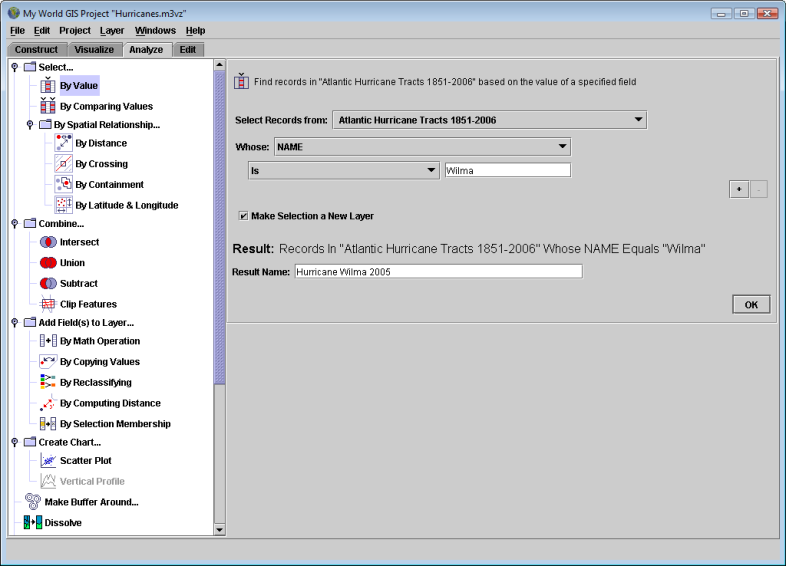 My World GIS Project "Hurricanes.m3vz"
File Edit Project Layer Windows Help
Construct Visualize Analyze Edit
Select...
By Value
By Comparing Values
By Spatial Relationship...
By Distance
By Crossing
By Containment
By Latitude & Longitude
Combine...
Intersect
Union
Subtract
Clip Features
Add Field(s) to Layer...
By Math Operation
By Copying Values
By Reclassifying
By Computing Distance
By Selection Membership
Create Chart...
Scatter Plot
Vertical Profile
Make Buffer Around...
Dissolve
Find records in "Atlantic Hurricane Tracts 1851-2006" based on the value of a specified field
Select Records from: Atlantic Hurricane Tracts 1851-2006
Whose: NAME
Is Wilma
+ -
Make Selection a New Layer
Result: Records In "Atlantic Hurricane Tracts 1851-2006" Whose NAME Equals "Wilma"
Result Name: Hurricane Wilma 2005
OK